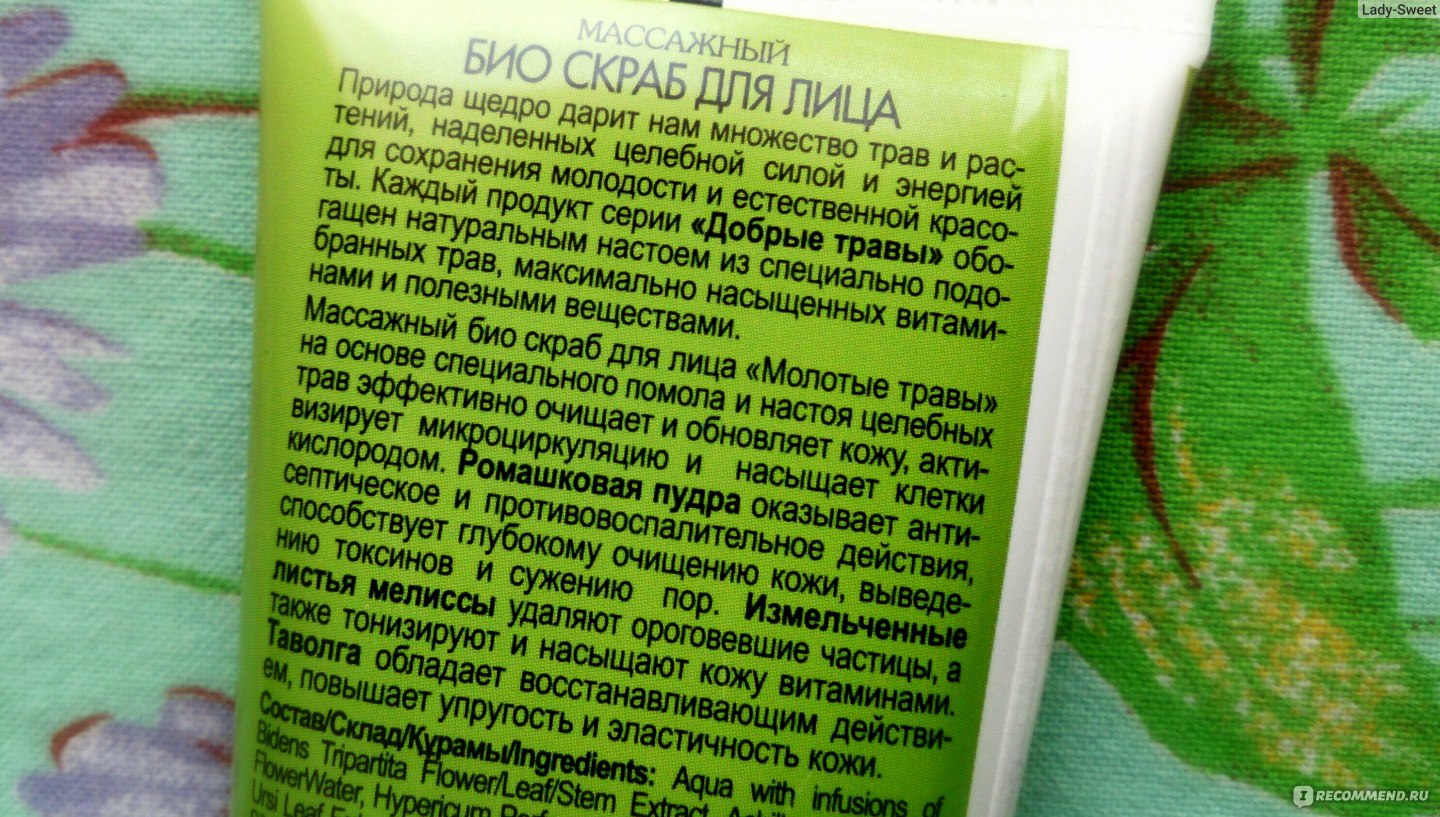 Lady-Sweet
МАССАЖНЫЙ
БИО СКРАБ ДЛЯ ЛИЦА
Природа щедро дарит нам множество трав и рас-
тений, наделенных целебной силой и энергией
для сохранения молодости и естественной красо-
ты. Каждый продукт серии «Добрые травы» обо-
гащен натуральным настоем из специально подо-
бранных трав, максимально насыщенных витами-
нами и полезными веществами.
Массажный био скраб для лица «Молотые травы»
на основе специального помола и настоя целебных
трав эффективно очищает и обновляет кожу, акти-
визирует микроциркуляцию и насыщает клетки
кислородом. Ромашковая пудра оказывает анти-
септическое и противовоспалительное действия,
способствует глубокому очищению кожи, выведе-
нию токсинов и сужению пор. Измельченные
листья мелиссы удаляют ороговевшие частицы, а
также тонизируют и насыщают кожу витаминами.
Таволга обладает восстанавливающим действи-
ем, повышает упругость и эластичность кожи.
Состав/Склад/Құрамы/Ingredients: Aqua with infusions of
Bidens Tripartita Flower/Leaf/Stem Extract,
FlowerWater, Hypericum
Ursi Leaf
IRECOMMEND.RU